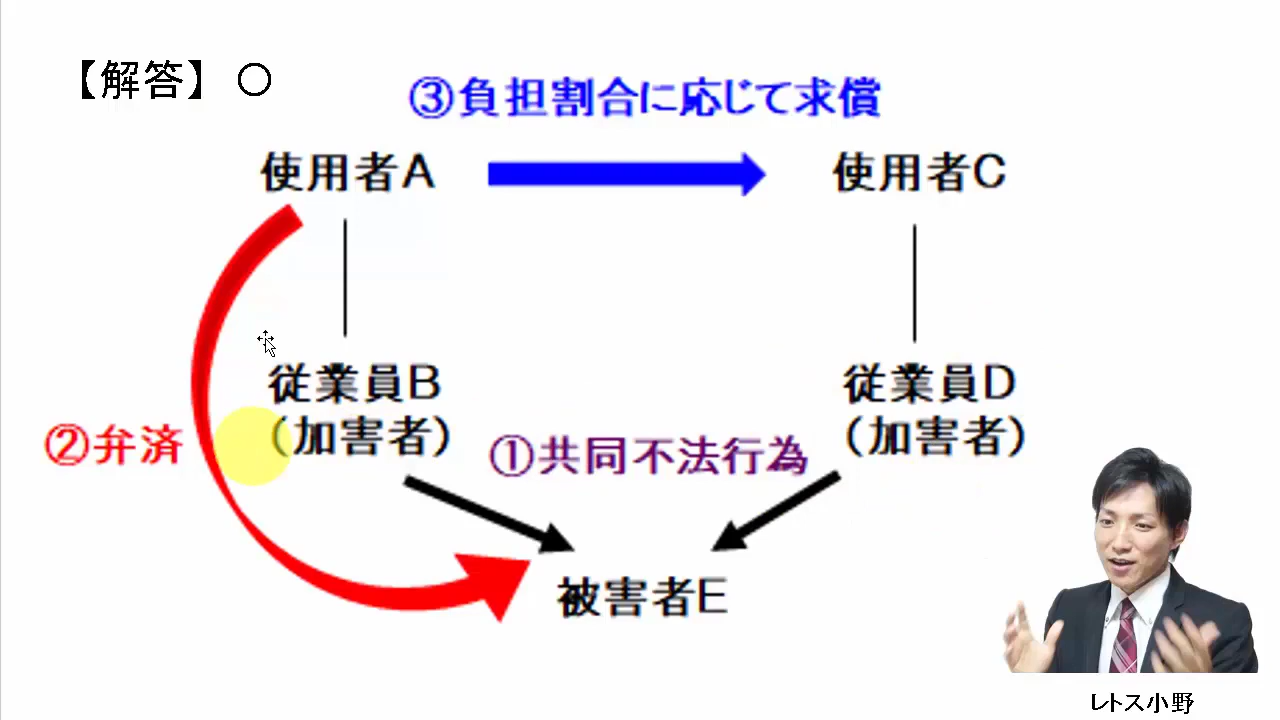 【解答】 ○
③負担割合に応じて求償
使用者A
使用者C
従業員B
（加害者）
従業員D
（加害者）
②弁済
①共同不法行為
被害者E
レトス小野